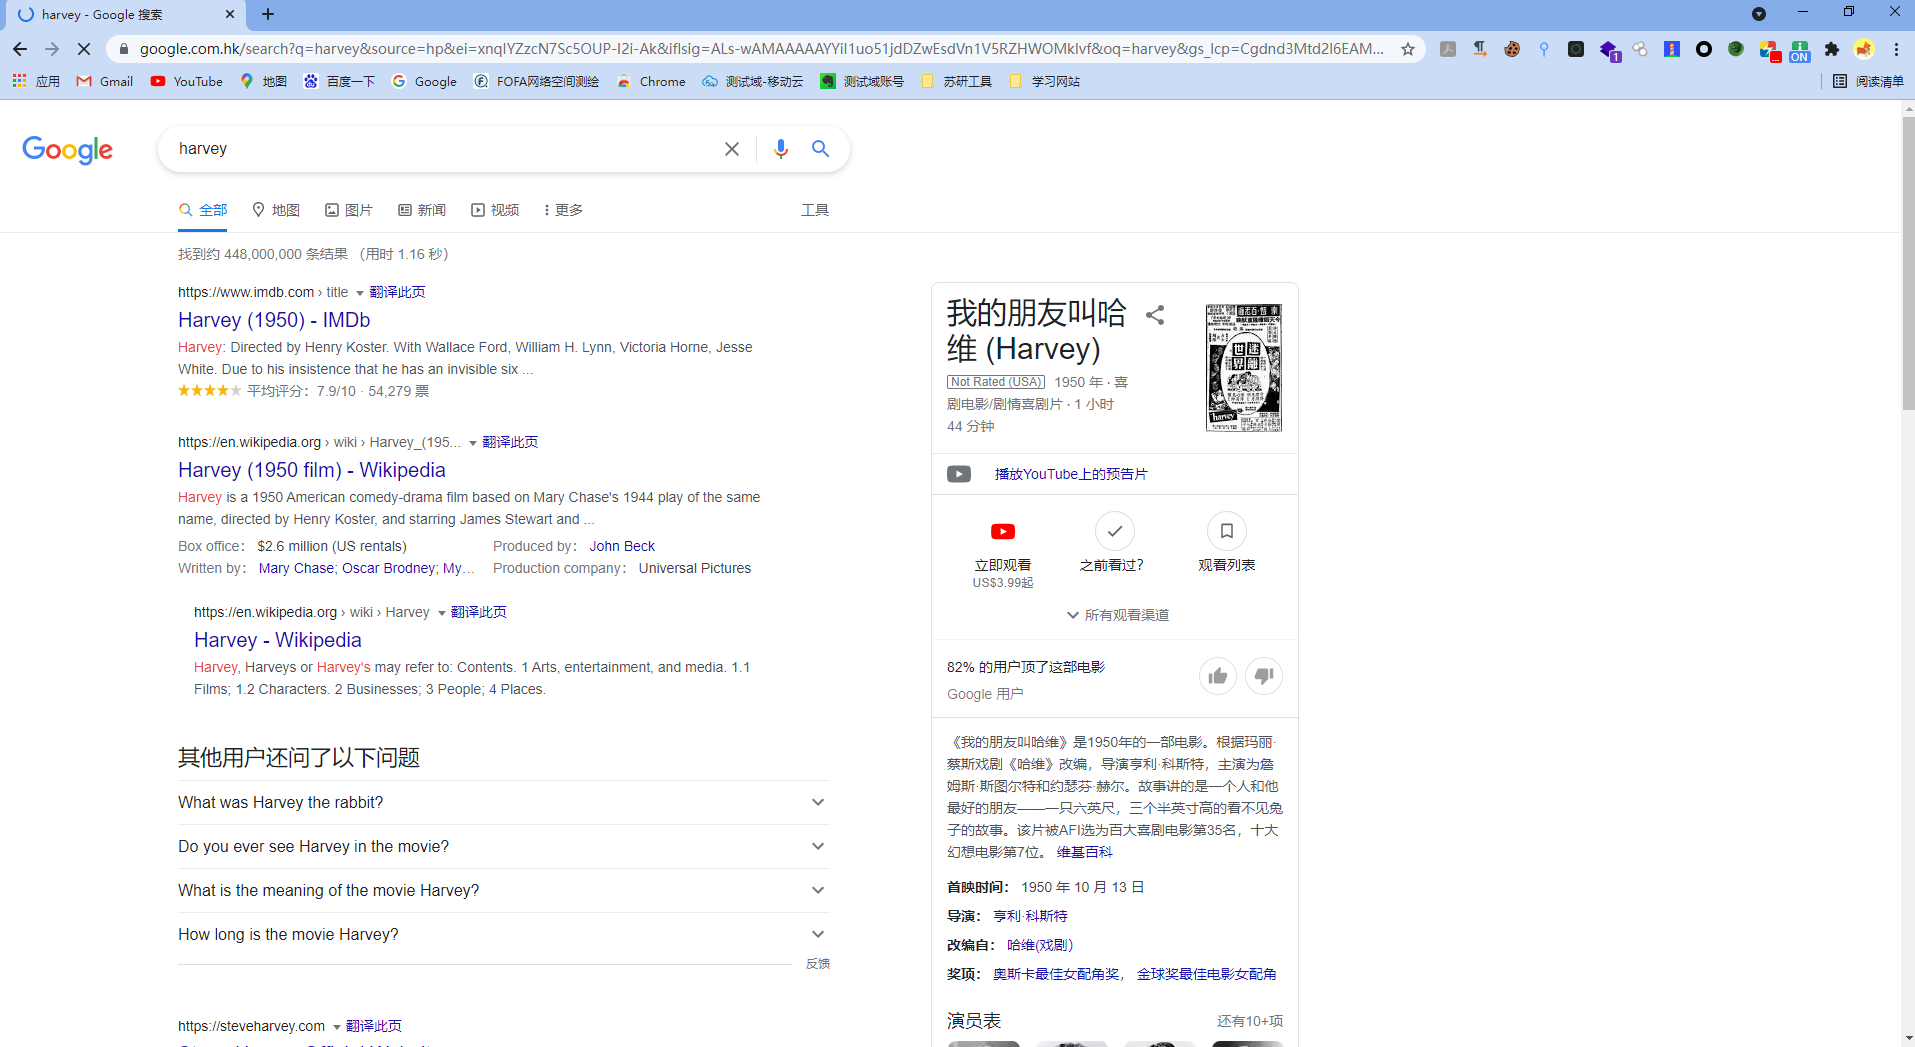 harvey - Google 搜索
google.com.hk/search?q=harvey&source=hp&ei=xnqlYZzcN7Sc5OUP-I2i-Ak&iflsig=ALs-wAMAAAAAYYiI1uo51jdDZwEsdVn1V5RZHWOMkIvf&oq=harvey&gs_lcp=Cgdnd3Mtd2l6EAM...
1
...
ON
应用 Gmail YouTube 地图 百度一下 Google FOFA网络空间测绘 Chrome 测试域-移动云 测试域账号 苏研工具 学习网站 阅读清单
Google
harvey
全部 地图 图片 新闻 视频 更多 工具
找到约 448,000,000 条结果 （用时 1.16 秒）
https://www.imdb.com › title 翻译此页
Harvey (1950) - IMDb
Harvey: Directed by Henry Koster. With Wallace Ford, William H. Lynn, Victoria Horne, Jesse
White. Due to his insistence that he has an invisible six ...
平均评分：7.9/10 · 54,279 票
https://en.wikipedia.org › wiki › Harvey_(195... 翻译此页
Harvey (1950 film) - Wikipedia
Harvey is a 1950 American comedy-drama film based on Mary Chase's 1944 play of the same
name, directed by Henry Koster, and starring James Stewart and ...
Box office： $2.6 million (US rentals) Produced by： John Beck
Written by： Mary Chase; Oscar Brodney; My... Production company： Universal Pictures
https://en.wikipedia.org › wiki › Harvey 翻译此页
Harvey - Wikipedia
Harvey, Harveys or Harvey's may refer to: Contents. 1 Arts, entertainment, and media. 1.1
Films; 1.2 Characters. 2 Businesses; 3 People; 4 Places.
其他用户还问了以下问题
What was Harvey the rabbit?
Do you ever see Harvey in the movie?
What is the meaning of the movie Harvey?
How long is the movie Harvey?
反馈
https://steveharvey.com 翻译此页
我的朋友叫哈
维 (Harvey)
Not Rated (USA) 1950 年 · 喜
剧电影/剧情喜剧片 · 1 小时
44 分钟
世迷
界離
harvey
播放YouTube上的预告片
立即观看 之前看过？ 观看列表
US$3.99起
所有观看渠道
82% 的用户顶了这部电影
Google 用户
《我的朋友叫哈维》是1950年的一部电影。根据玛丽·
蔡斯戏剧《哈维》改编，导演亨利·科斯特，主演为詹
姆斯·斯图尔特和约瑟芬·赫尔。故事讲的是一个人和他
最好的朋友——一只六英尺，三个半英寸高的看不见兔
子的故事。该片被AFI选为百大喜剧电影第35名，十大
幻想电影第7位。 维基百科
首映时间： 1950 年 10 月 13 日
导演： 亨利·科斯特
改编自： 哈维(戏剧)
奖项： 奥斯卡最佳女配角奖， 金球奖最佳电影女配角
演员表 还有10+项